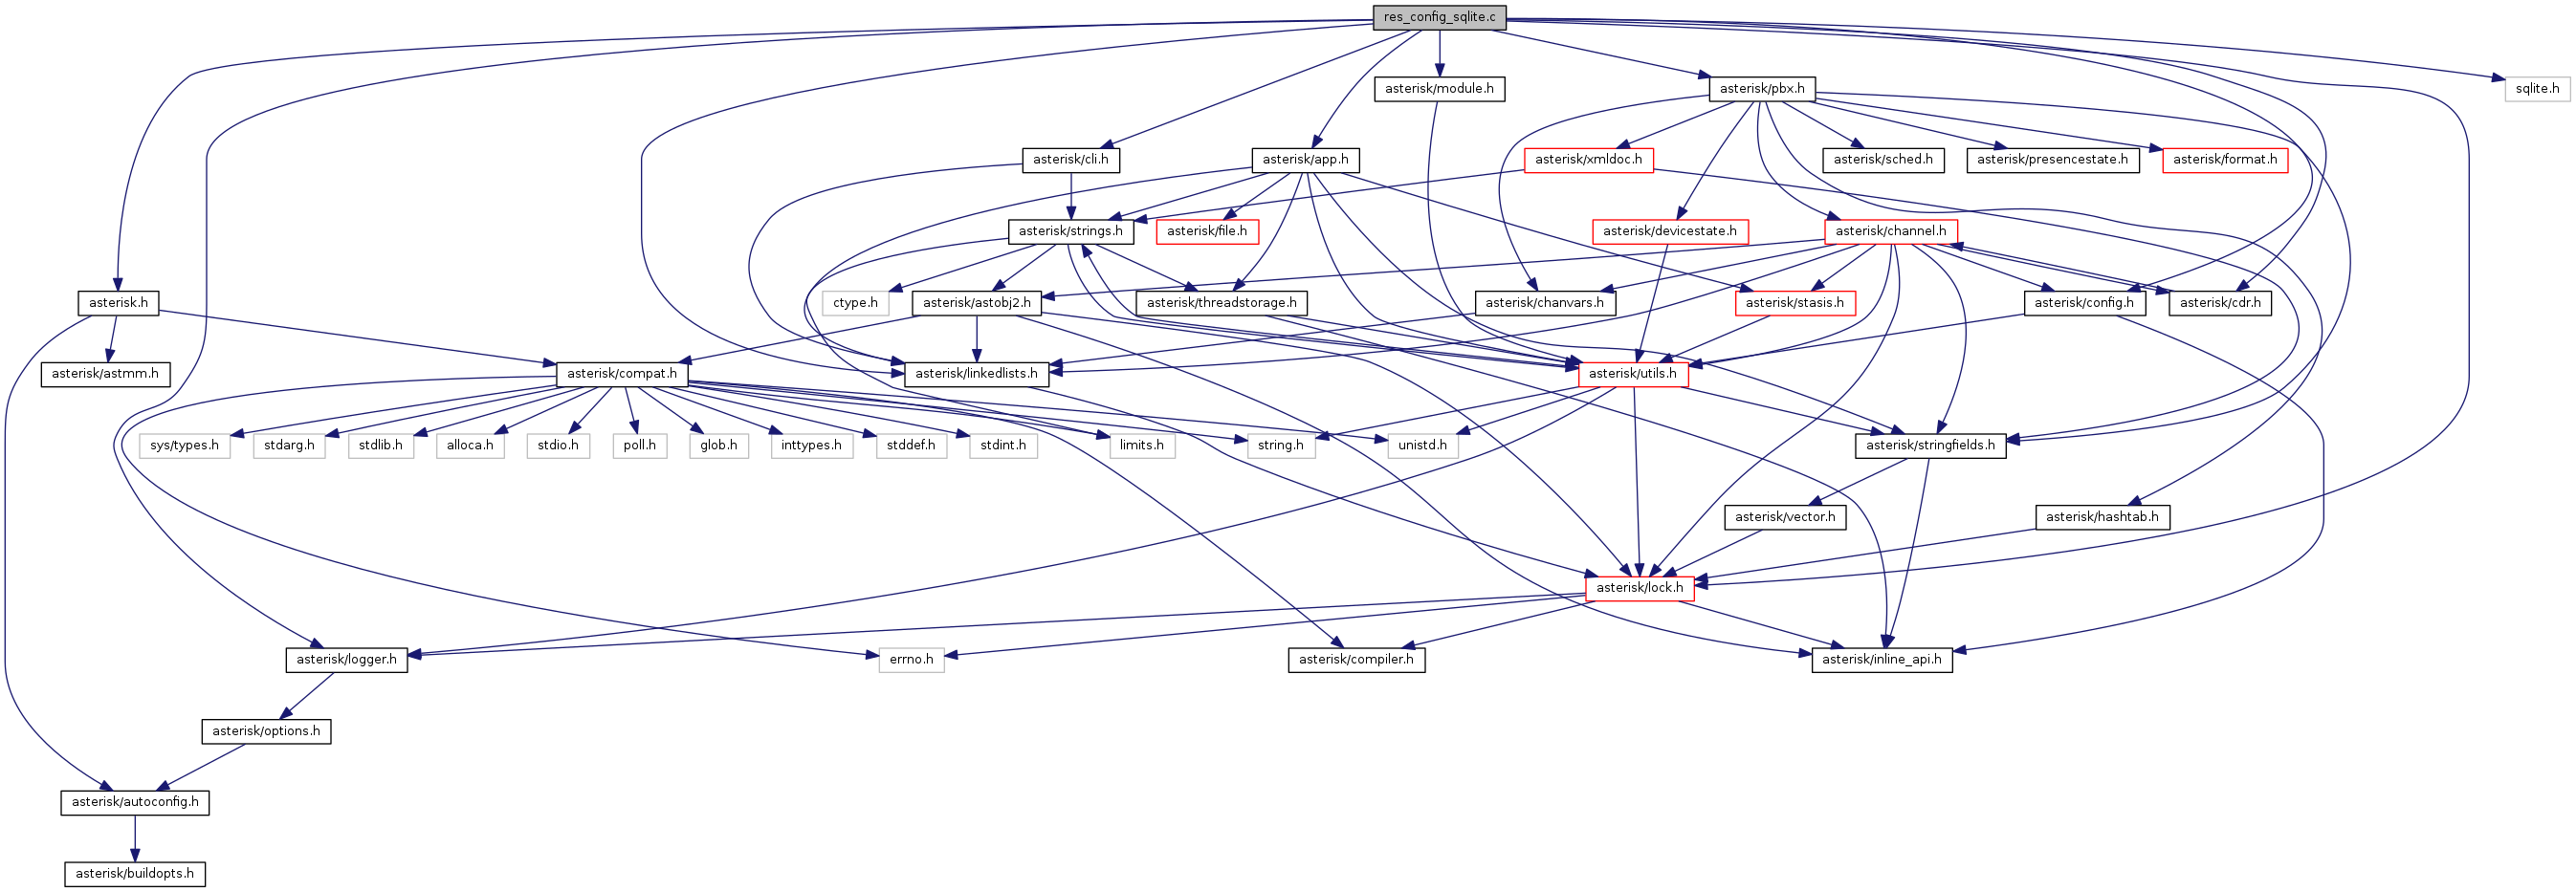 res_config_sqlite.c
asterisk/module.h
asterisk/pbx.h
sqlite.h
asterisk/cli.h
asterisk/app.h
asterisk/xmldoc.h
asterisk/sched.h
asterisk/presencestate.h
asterisk/format.h
asterisk/strings.h
asterisk/file.h
asterisk/devicestate.h
asterisk/channel.h
asterisk.h
ctype.h
asterisk/astobj2.h
asterisk/threadstorage.h
asterisk/chanvars.h
asterisk/stasis.h
asterisk/config.h
asterisk/cdr.h
asterisk/astmm.h
asterisk/compat.h
asterisk/linkedlists.h
asterisk/utils.h
sys/types.h
stdarg.h
stdlib.h
alloca.h
stdio.h
poll.h
glob.h
inttypes.h
stddef.h
stdint.h
limits.h
string.h
unistd.h
asterisk/stringfields.h
asterisk/vector.h
asterisk/hashtab.h
asterisk/lock.h
asterisk/logger.h
errno.h
asterisk/compiler.h
asterisk/inline_api.h
asterisk/options.h
asterisk/autoconfig.h
asterisk/buildopts.h